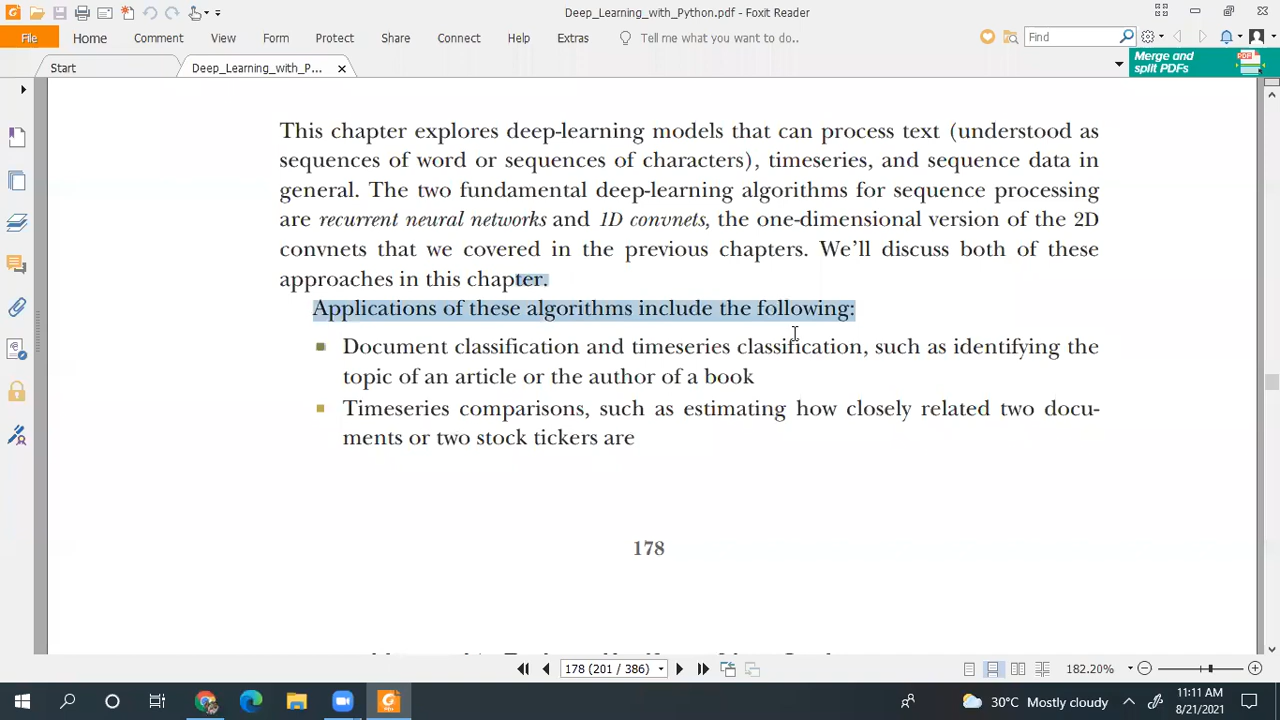 Deep_Learning_with_Python.pdf - Foxit Reader
File Home Comment View Form Protect Share Connect Help Extras Tell me what you want to do.. Find
Start Deep_Learning_with_P... Merge and
split PDFs
This chapter explores deep-learning models that can process text (understood as
sequences of word or sequences of characters), timeseries, and sequence data in
general. The two fundamental deep-learning algorithms for sequence processing
are recurrent neural networks and 1D convnets, the one-dimensional version of the 2D
convnets that we covered in the previous chapters. We'll discuss both of these
approaches in this chapter.
Applications of these algorithms include the following:
Document classification and timeseries classification, such as identifying the
topic of an article or the author of a book
Timeseries comparisons, such as estimating how closely related two docu-
ments or two stock tickers are
178
178 (201 / 386) 182.20%
30°C Mostly cloudy 11:11 AM
8/21/2021